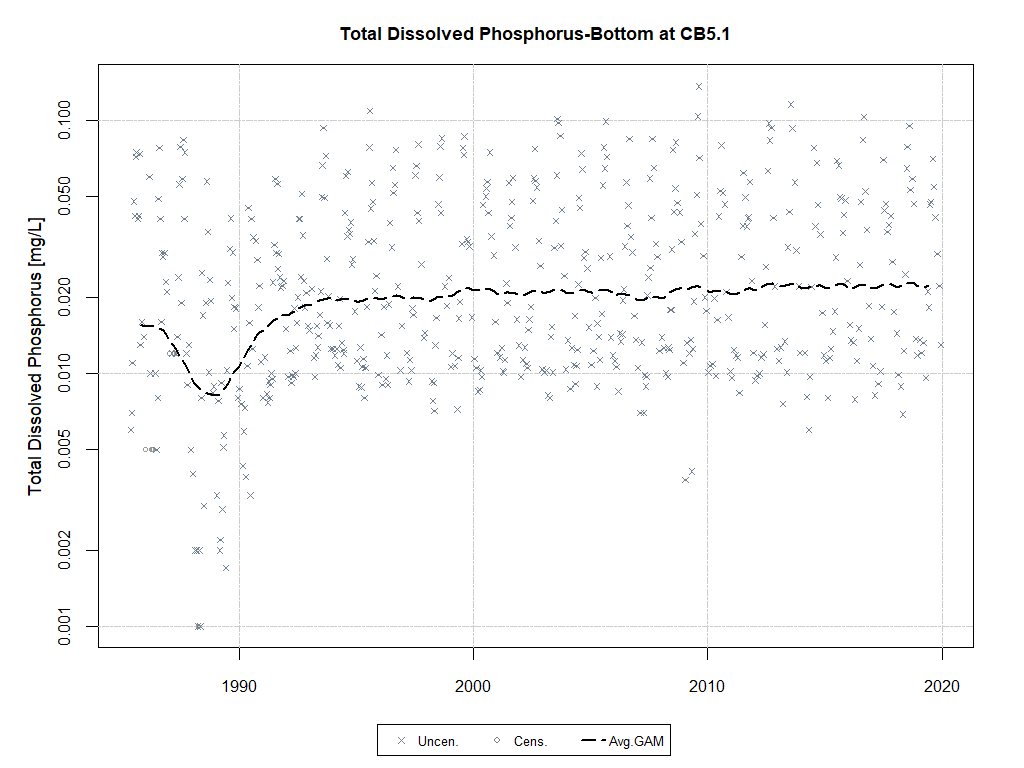 Total Dissolved Phosphorus-Bottom at CB5.1
Total Dissolved Phosphorus [mg/L]
0.100
0.050
0.020
0.010
0.005
0.002
0.001
1990 2000 2010 2020
Uncen. Cens. Avg.GAM